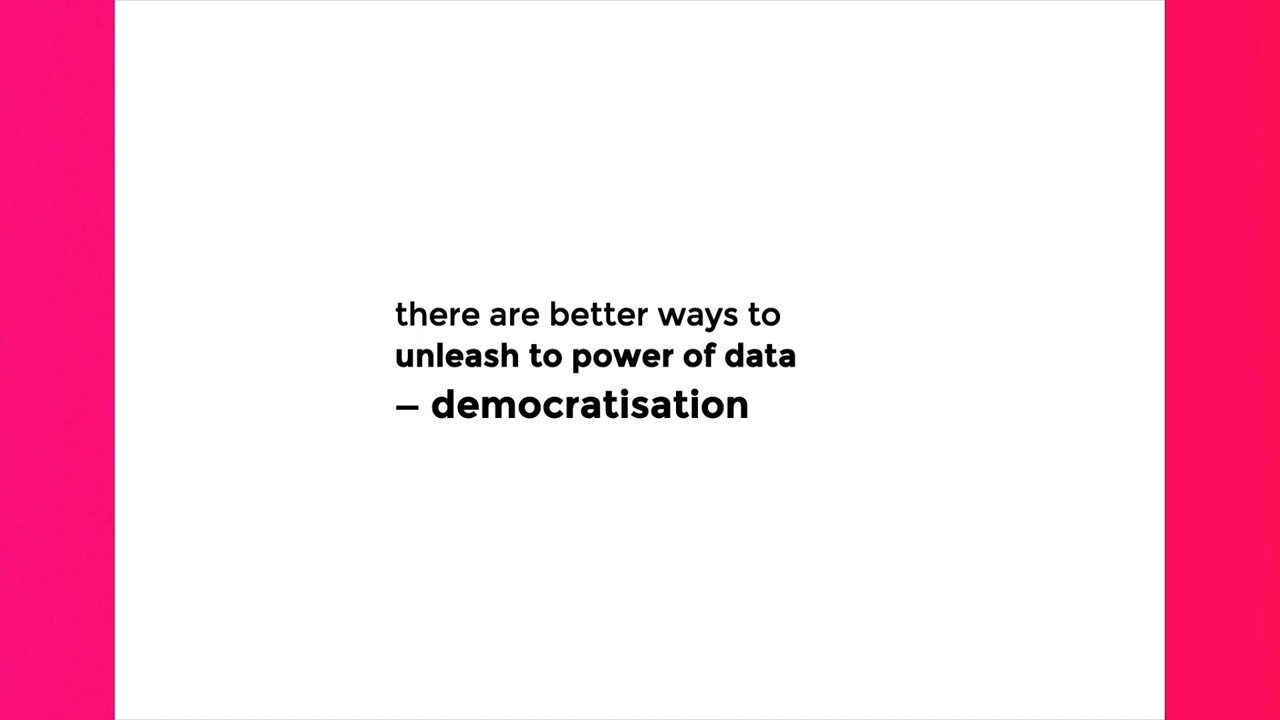 there are better ways to
unleash to power of data
– democratisation